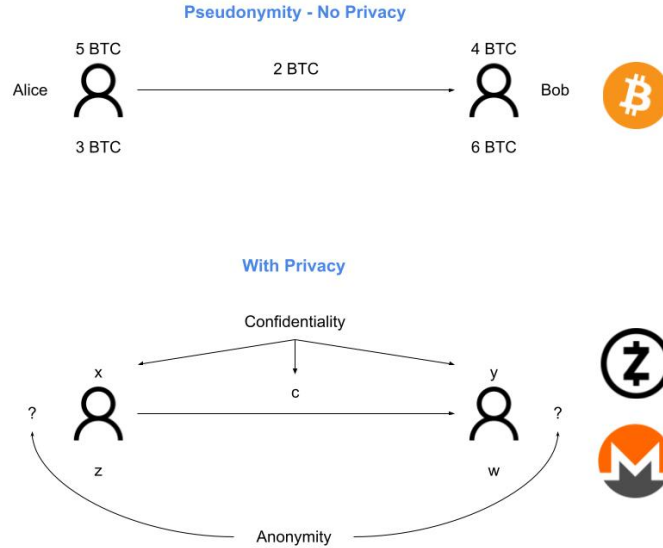 Pseudonymity - No Privacy
5 BTC 4 BTC
2 BTC
Alice Bob
3 BTC 6 BTC
With Privacy
Confidentiality
x y
c
? ?
z w
Anonymity